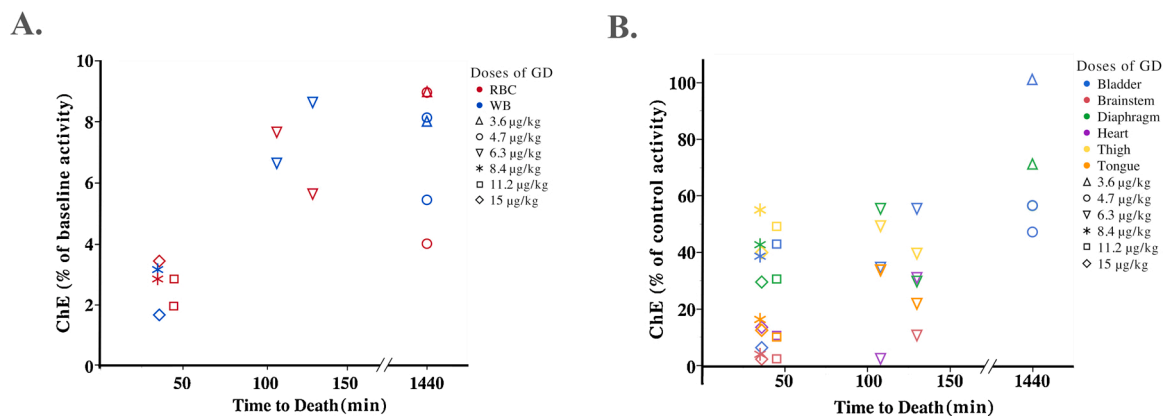 A.
ChE (% of baseline activity)
10
8
6
4
2
0
50
100
150
1440
Time to Death(min)
Doses of GD
RBC
WB
3.6 µg/kg
4.7 µg/kg
6.3 µg/kg
8.4 µg/kg
11.2 µg/kg
15 µg/kg
B.
ChE (% of control activity)
100
80
60
40
20
0
50
100
150
1440
Time to Death(min)
Doses of GD
Bladder
Brainstem
Diaphragm
Heart
Thigh
Tongue
3.6 µg/kg
4.7 µg/kg
6.3 µg/kg
8.4 µg/kg
11.2 µg/kg
15 µg/kg